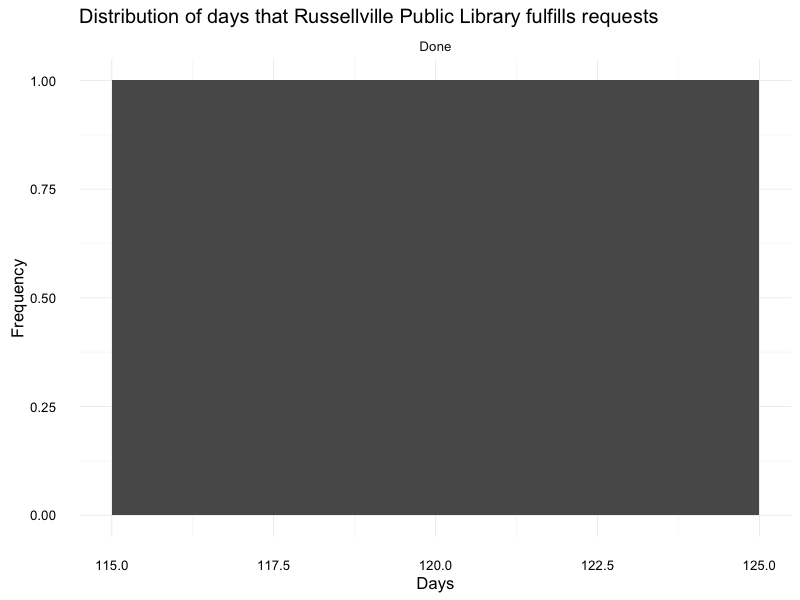 Distribution of days that Russellville Public Library fulfills requests
Done
1.00
0.75
0.50
0.25
0.00
Frequency
115.0 117.5 120.0 122.5 125.0
Days